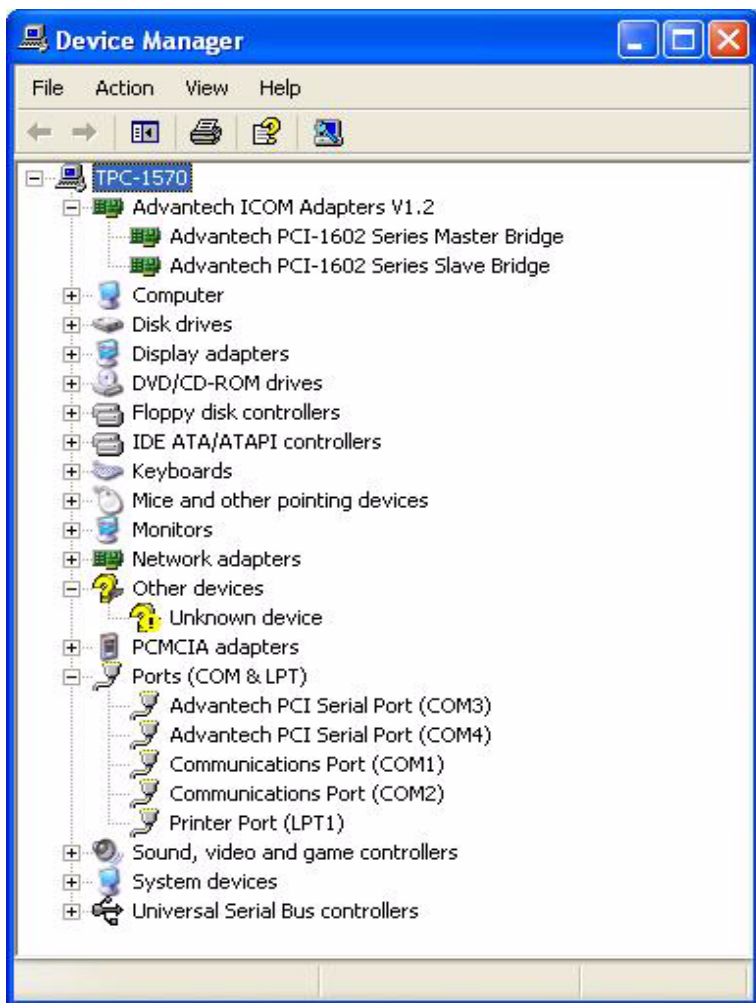 Device Manager
File Action View Help
TPC-1570
Advantech ICOM Adapters V1.2
Advantech PCI-1602 Series Master Bridge
Advantech PCI-1602 Series Slave Bridge
Computer
Disk drives
Display adapters
DVD/CD-ROM drives
Floppy disk controllers
IDE ATA/ATAPI controllers
Keyboards
Mice and other pointing devices
Monitors
Network adapters
Other devices
Unknown device
PCMCIA adapters
Ports (COM & LPT)
Advantech PCI Serial Port (COM3)
Advantech PCI Serial Port (COM4)
Communications Port (COM1)
Communications Port (COM2)
Printer Port (LPT1)
Sound, video and game controllers
System devices
Universal Serial Bus controllers